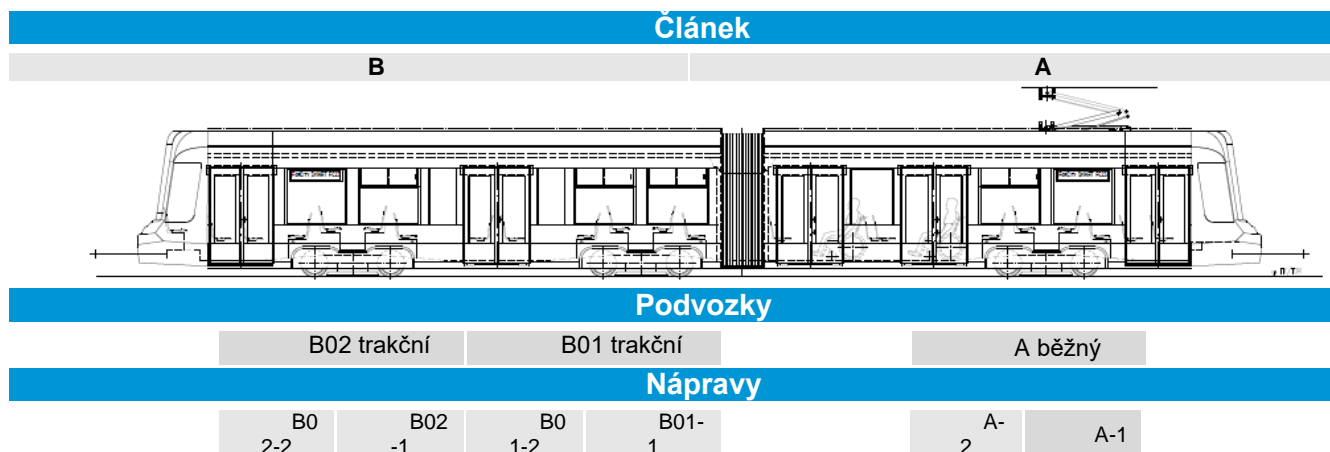 Článek
B A
Podvozky
B02 trakční B01 trakční A běžný
Nápravy
B0 B02 B0 B01- A- A-1
2-2 -1 1-2 1 2